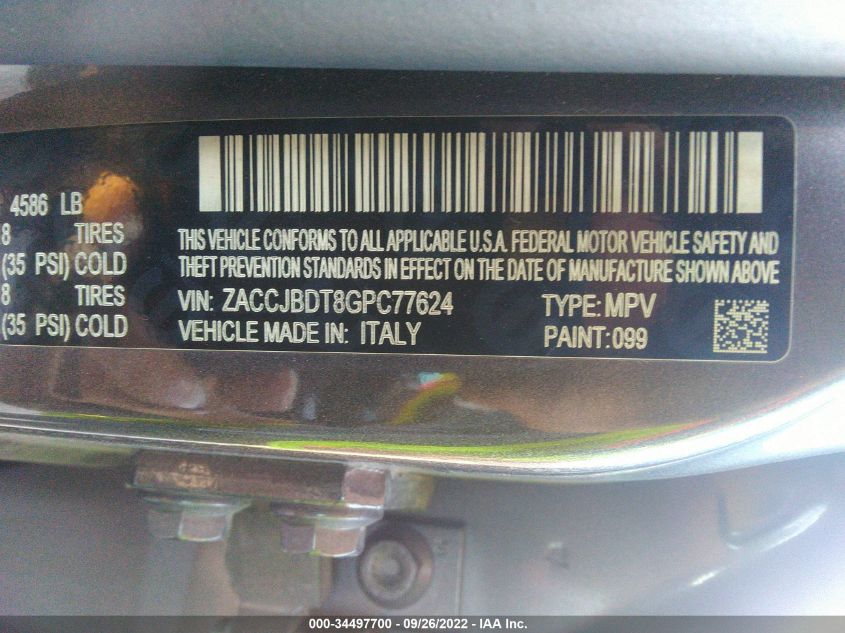 4586 LB
8 TIRES
(35 PSI) COLD
8 TIRES
(35 PSI) COLD
THIS VEHICLE CONFORMS TO ALL APPLICABLE U.S.A. FEDERAL MOTOR VEHICLE SAFETY AND
THEFT PREVENTION STANDARDS IN EFFECT ON THE DATE OF MANUFACTURE SHOWN ABOVE
VIN: ZACCJBDT8GPC77624 TYPE: MPV
VEHICLE MADE IN: ITALY PAINT:099
000-34497700 - 09/26/2022 - IAA Inc.